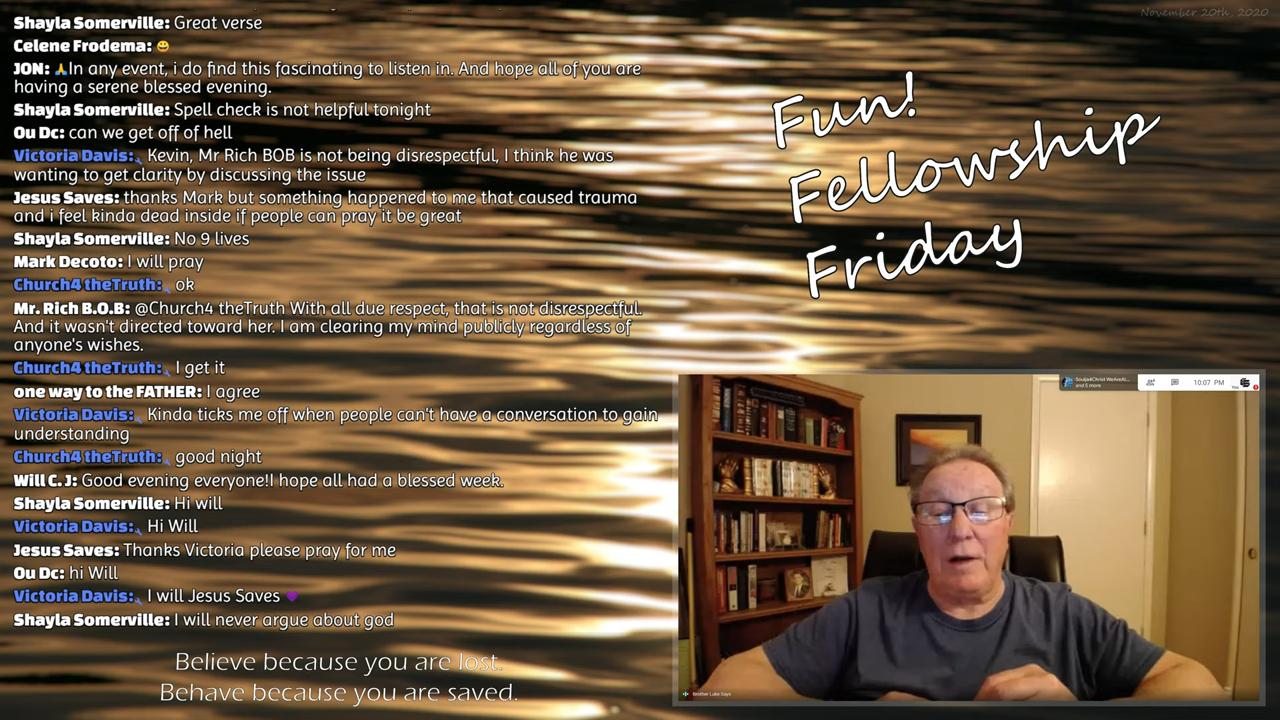 November 20th, 2020
Shayla Somerville: Great verse
Celene Frodema: 😀
JON: 🙏In any event, i do find this fascinating to listen in. And hope all of you are
having a serene blessed evening.
Shayla Somerville: Spell check is not helpful tonight
Ou Dc: can we get off of hell
Victoria Davis: Kevin, Mr Rich BOB is not being disrespectful, I think he was
wanting to get clarity by discussing the issue
Jesus Saves: thanks Mark but something happened to me that caused trauma
and i feel kinda dead inside if people can pray it be great
Shayla Somerville: No 9 lives
Mark Decoto: I will pray
Church4 theTruth: ok
Mr. Rich B.O.B: @Church4 theTruth With all due respect, that is not disrespectful.
And it wasn't directed toward her. I am clearing my mind publicly regardless of
anyone's wishes.
Church4 theTruth: I get it
one way to the FATHER: I agree
Victoria Davis: Kinda ticks me off when people can't have a conversation to gain
understanding
Church4 theTruth: good night
Will C. J: Good evening everyone!I hope all had a blessed week.
Shayla Somerville: Hi will
Victoria Davis: Hi Will
Jesus Saves: Thanks Victoria please pray for me
Ou Dc: hi Will
Victoria Davis: I will Jesus Saves 💜
Shayla Somerville: I will never argue about god
Believe because you are lost.
Behave because you are saved.
Fun!
Fellowship
Friday
Soulja4Christ WeAreAl...
and 5 more
10:07 PM
You
Brother Luke Says